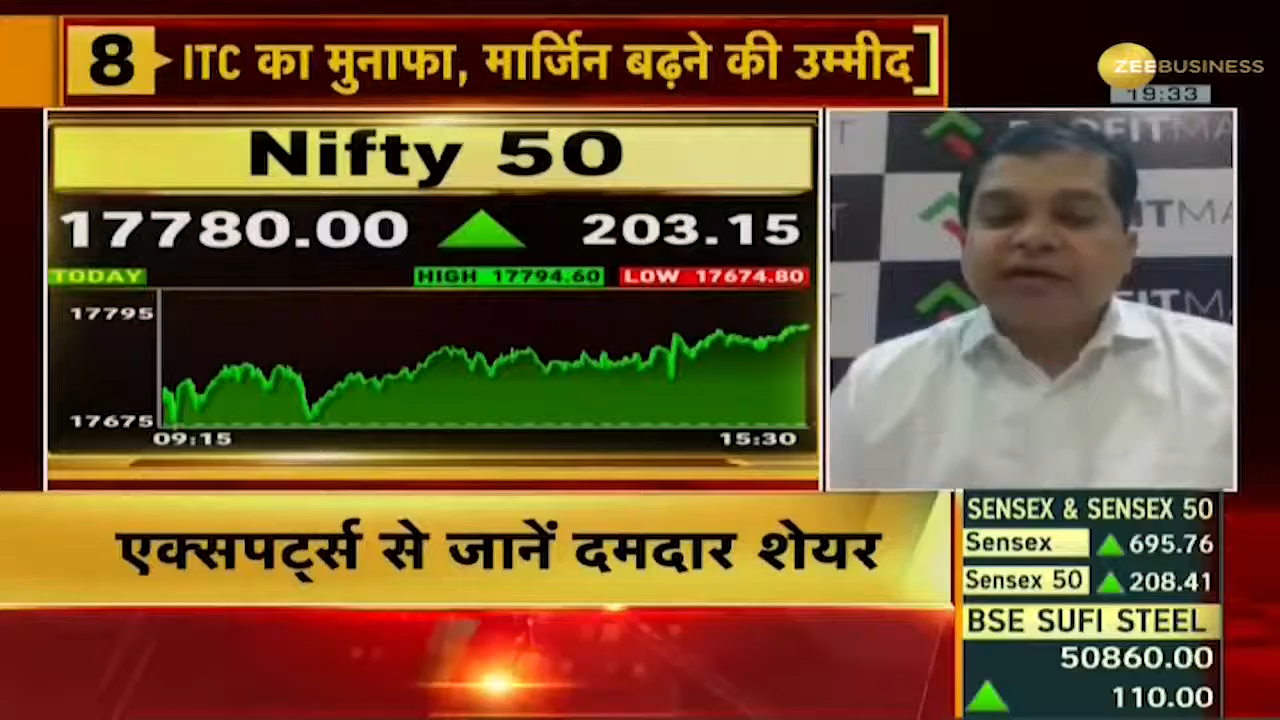 8 ITC का मुनाफा, मार्जिन बढ़ने की उम्मीद
ZEEBUSINESS
19:33
Nifty 50
17780.00 203.15
TODAY HIGH 17794.60 LOW 17674.80
17795
17675
09:15 15:30
एक्सपर्ट्स से जानें दमदार शेयर
SENSEX & SENSEX 50
Sensex 695.76
Sensex 50 208.41
BSE SUFI STEEL
50860.00
110.00